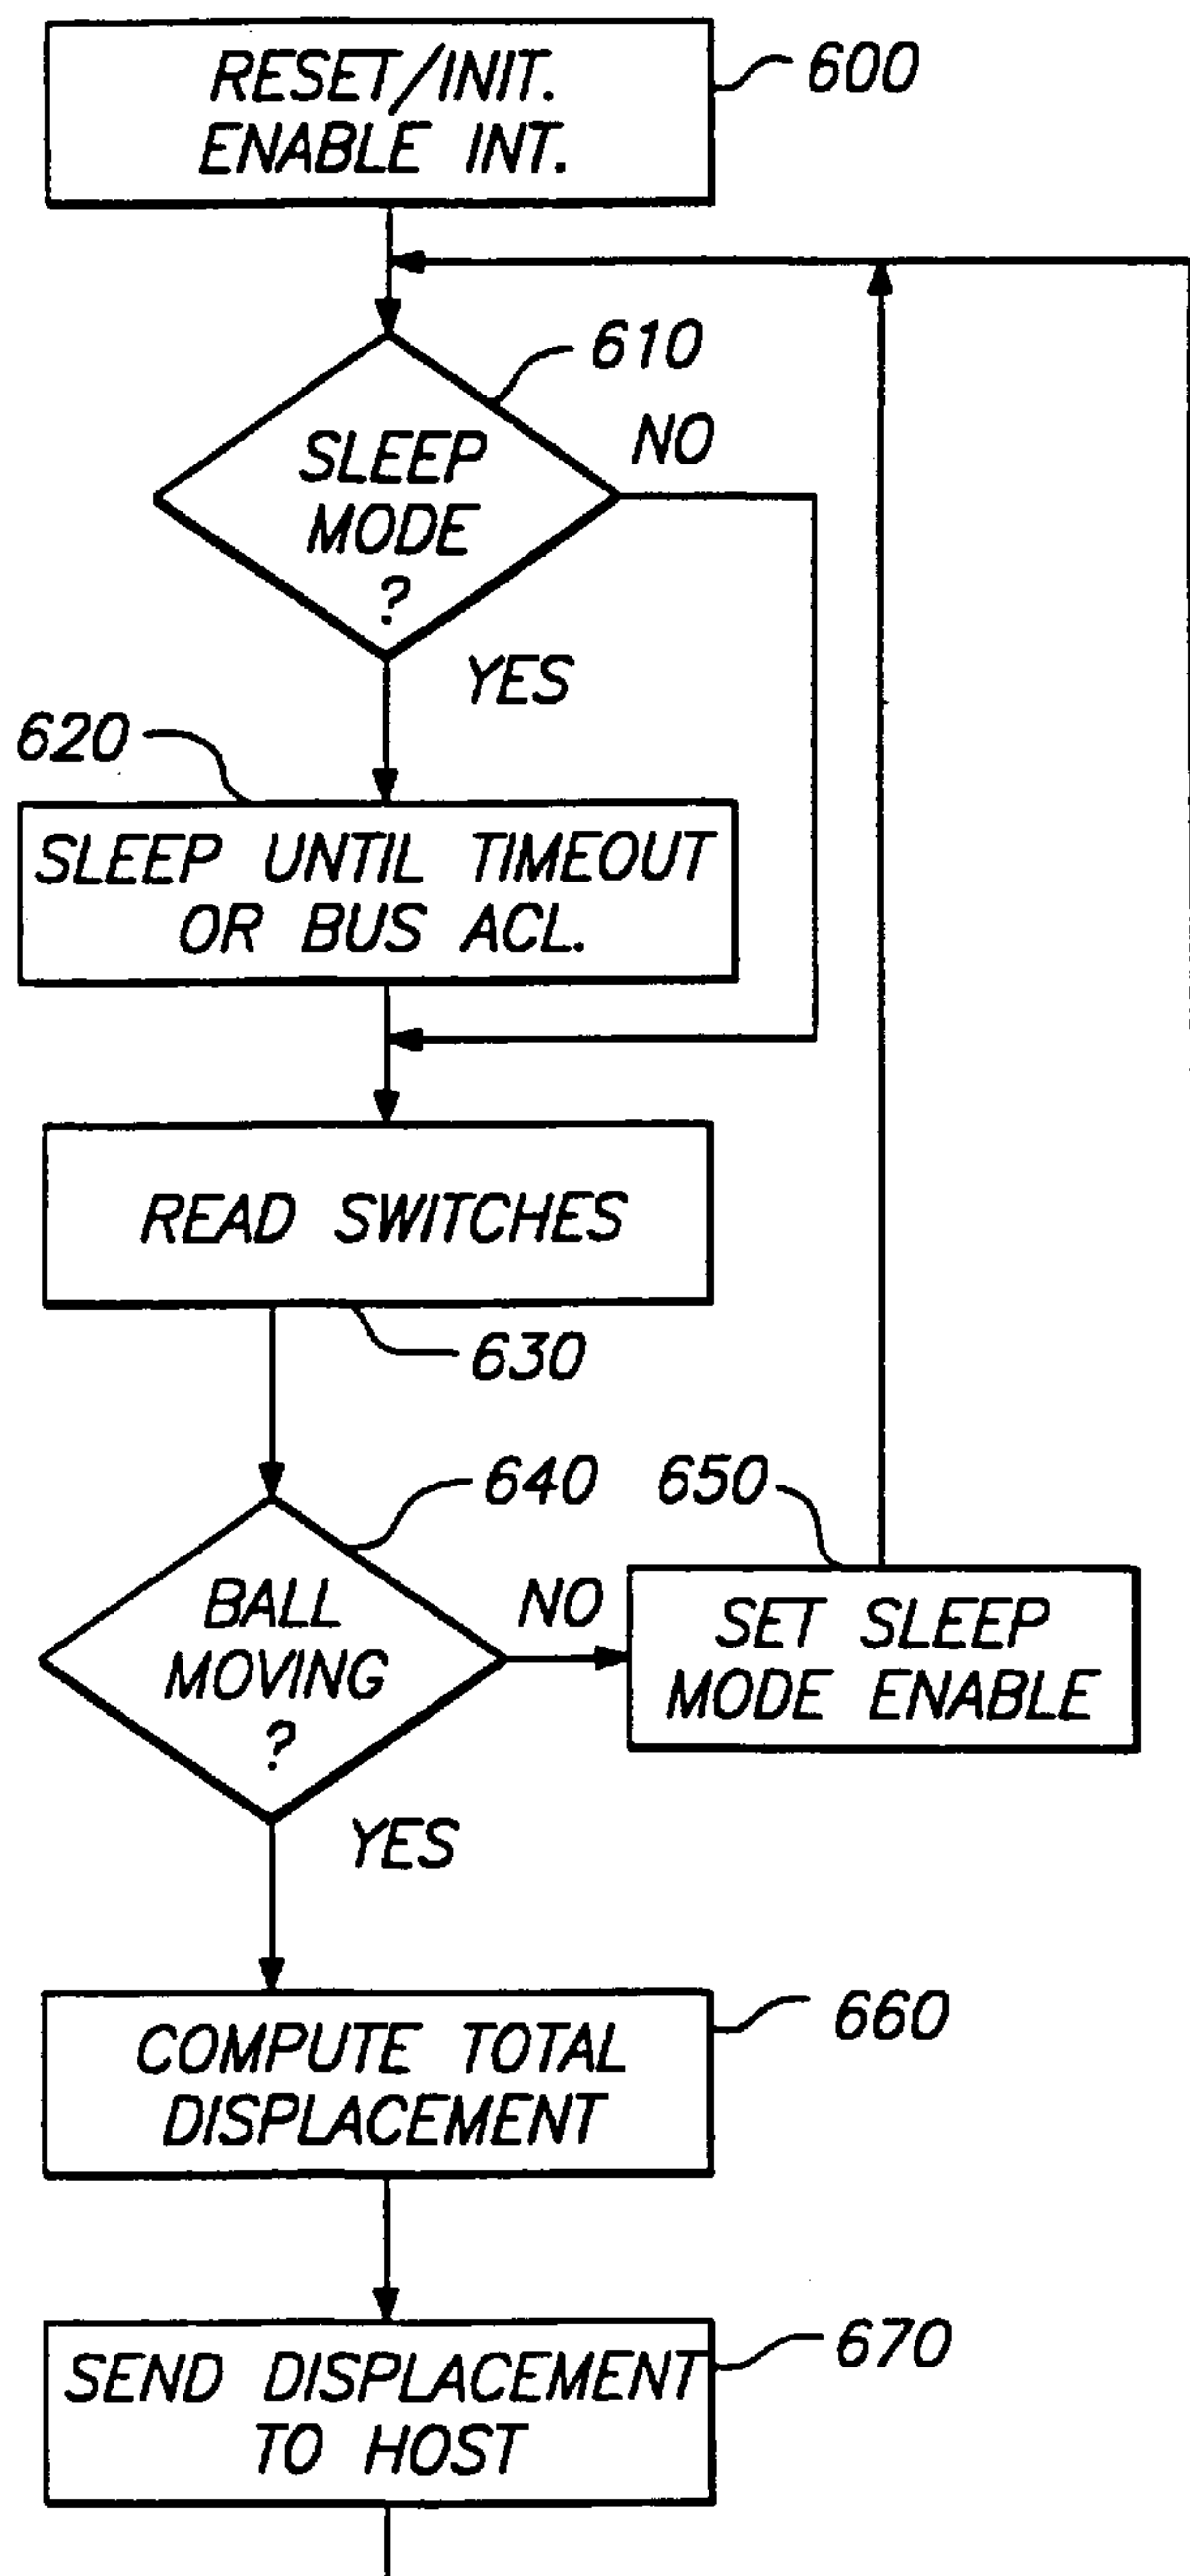 RESET/INIT.
ENABLE INT.
600
610
SLEEP
MODE
?
NO
YES
620
SLEEP UNTIL TIMEOUT
OR BUS ACL.
READ SWITCHES
630
640
BALL
MOVING
?
NO
YES
650
SET SLEEP
MODE ENABLE
COMPUTE TOTAL
DISPLACEMENT
660
SEND DISPLACEMENT
TO HOST
670